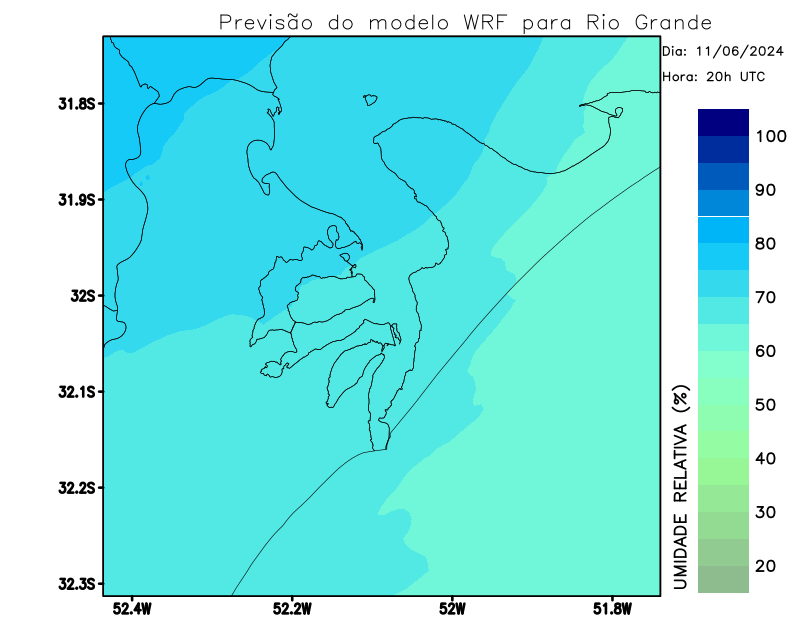 Previsão do modelo WRF para Rio Grande
Dia: 11/06/2024
Hora: 20h UTC
31.8S
31.9S
32S
32.1S
32.2S
32.3S
52.4W
52.2W
52W
51.8W
UMIDADE RELATIVA (%)
100
90
80
70
60
50
40
30
20